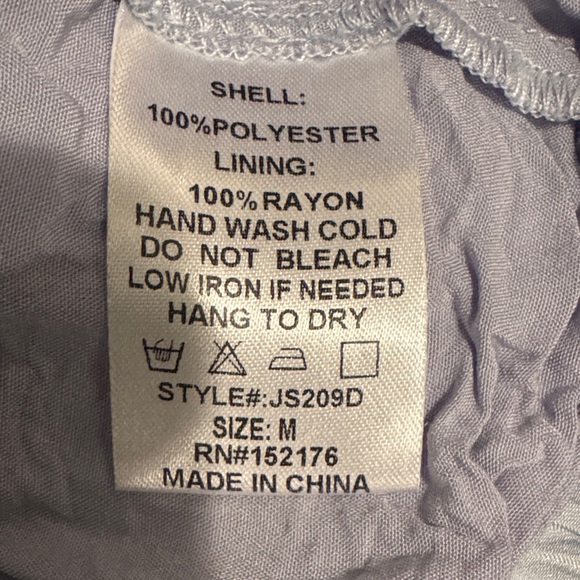 SHELL:
100%POLYESTER
LINING:
100% RAYON
HAND WASH COLD
DO NOT BLEACH
LOW IRON IF NEEDED
HANG TO DRY
STYLE#:JS209D
SIZE: M
RN#152176
MADE IN CHINA